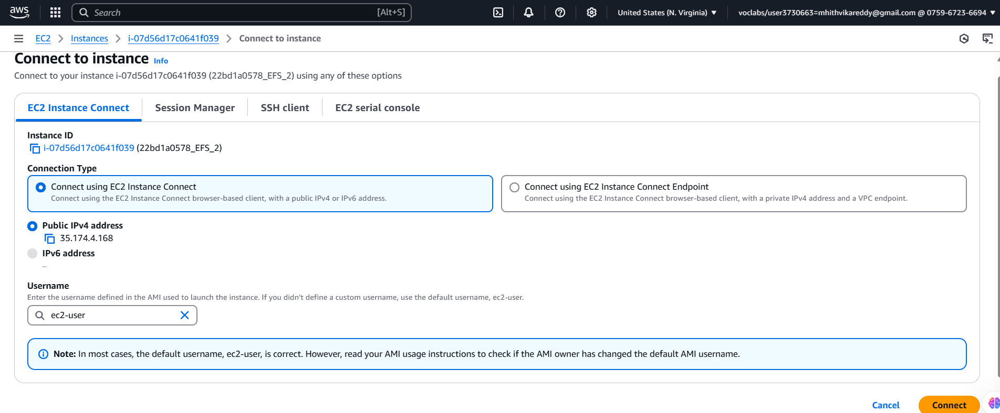 aws
Search [Alt+S]
United States (N. Virginia)
voclabs/user3730663=mhithvikareddy@gmail.com @ 0759-6723-6694
EC2 > Instances > i-07d56d17c0641f039 > Connect to instance
Connect to instance Info
Connect to your instance i-07d56d17c0641f039 (22bd1a0578_EFS_2) using any of these options
EC2 Instance Connect
Session Manager
SSH client
EC2 serial console
Instance ID
i-07d56d17c0641f039 (22bd1a0578_EFS_2)
Connection Type
Connect using EC2 Instance Connect
Connect using the EC2 Instance Connect browser-based client, with a public IPv4 or IPv6 address.
Connect using EC2 Instance Connect Endpoint
Connect using the EC2 Instance Connect browser-based client, with a private IPv4 address and a VPC endpoint.
Public IPv4 address
35.174.4.168
IPv6 address
–
Username
Enter the username defined in the AMI used to launch the instance. If you didn't define a custom username, use the default username, ec2-user.
ec2-user
Note: In most cases, the default username, ec2-user, is correct. However, read your AMI usage instructions to check if the AMI owner has changed the default AMI username.
Cancel
Connect